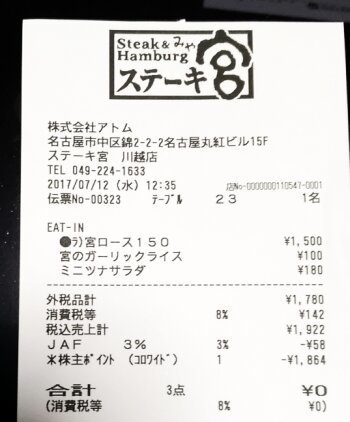 Steak & みや
Hamburg
ステーキ 宮
株式会社アトム
名古屋市中区錦2-2-2名古屋丸紅ビル15F
ステーキ宮 川越店
TEL 049-224-1633
2017/07/12 (水) 12:35 店No-0000000110547-0001
伝票No-00323 テーブル 23 1名
EAT-IN
●ラ)宮ロース150 ¥1,500
宮のガーリックライス ¥100
ミニツナサラダ ¥180
外税品計 ¥1,780
消費税等 8% ¥142
税込売上計 ¥1,922
JAF 3% 3% -¥58
*株主ポイント (コロワイド) 1 -¥1,864
合計 3点 ¥0
(消費税等 8% ¥0)